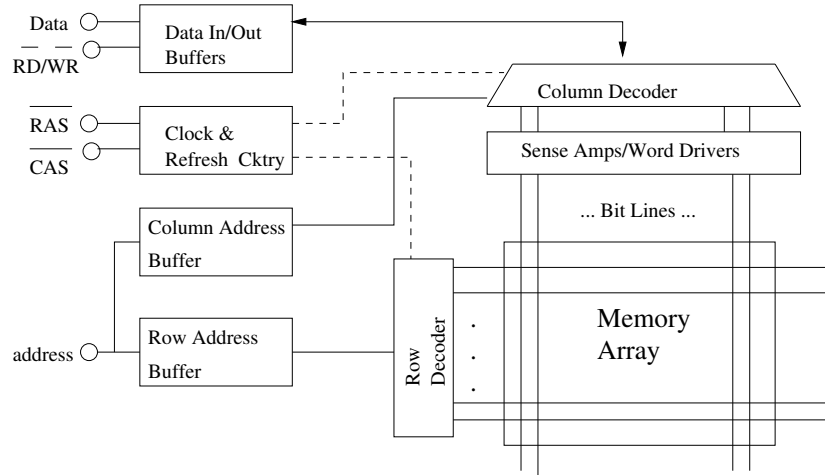 Data
RD/WR
Data In/Out
Buffers
RAS
CAS
Clock &
Refresh Cktry
Column Decoder
Sense Amps/Word Drivers
... Bit Lines ...
Column Address
Buffer
address
Row Address
Buffer
Row
Decoder
.
.
.
Memory
Array